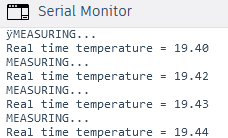 Serial Monitor
ÿMEASURING...
Real time temperature = 19.40
MEASURING...
Real time temperature = 19.42
MEASURING...
Real time temperature = 19.43
MEASURING...
Real time temperature = 19.44